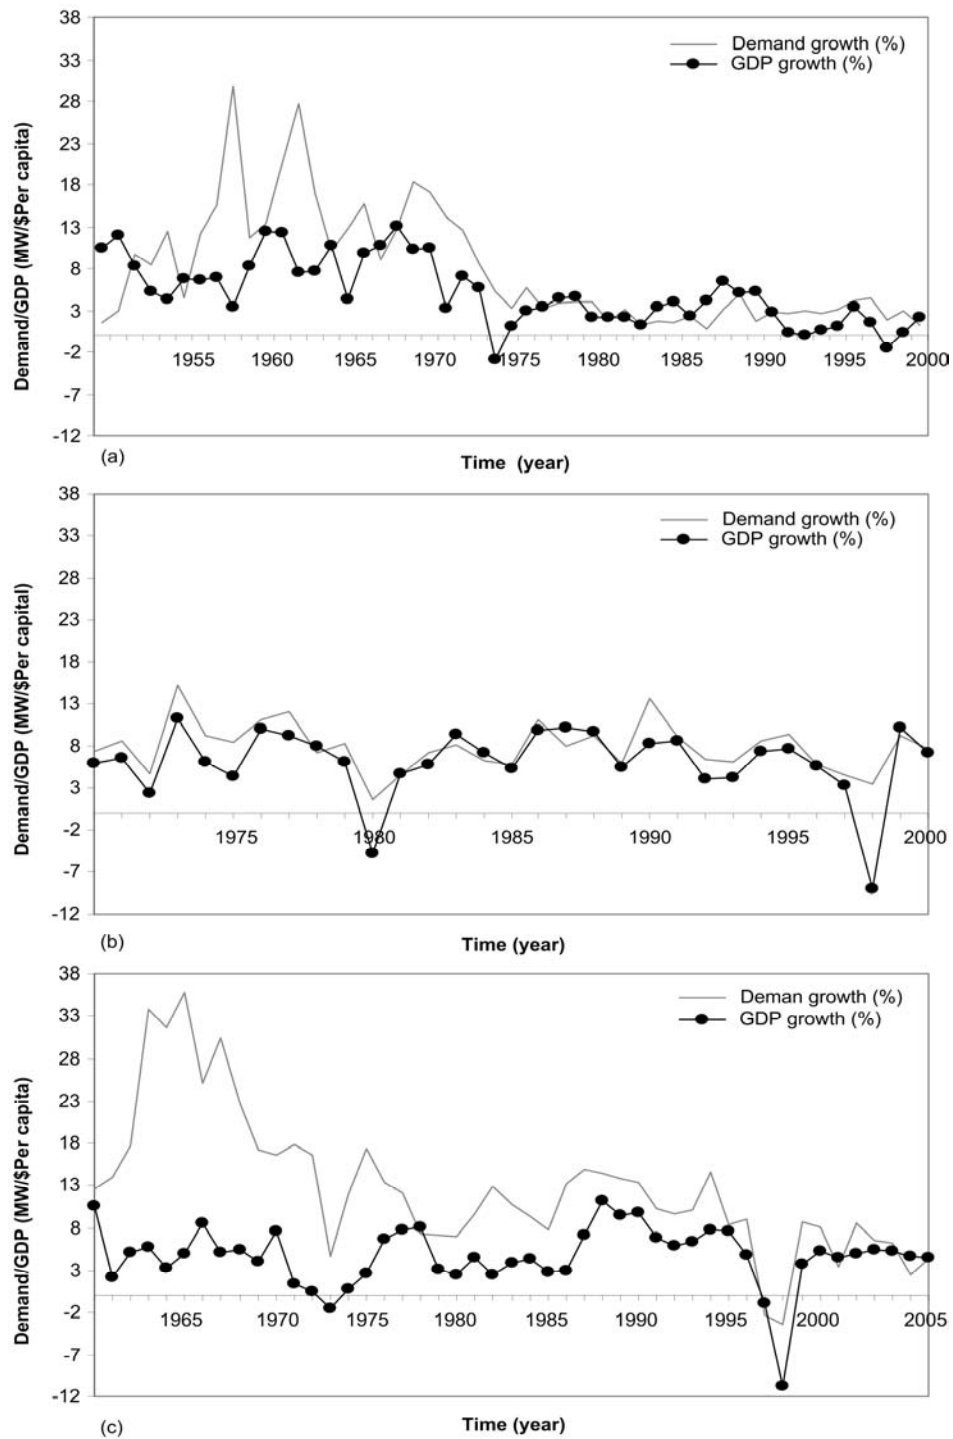 38
33
28
23
18
13
8
3
-2
-7
-12
Demand/GDP (MW/$Per capita)
Demand growth (%)
GDP growth (%)
1955 1960 1965 1970 1975 1980 1985 1990 1995 2000
(a)
Time (year)
38
33
28
23
18
13
8
3
-2
-7
-12
Demand/GDP (MW/$Per capital)
Demand growth (%)
GDP growth (%)
1975 1980 1985 1990 1995 2000
(b)
Time (year)
38
33
28
23
18
13
8
3
-2
-7
-12
Demand/GDP (MW/$Per capita)
Deman growth (%)
GDP growth (%)
1965 1970 1975 1980 1985 1990 1995 2000 2005
(c)
Time (year)